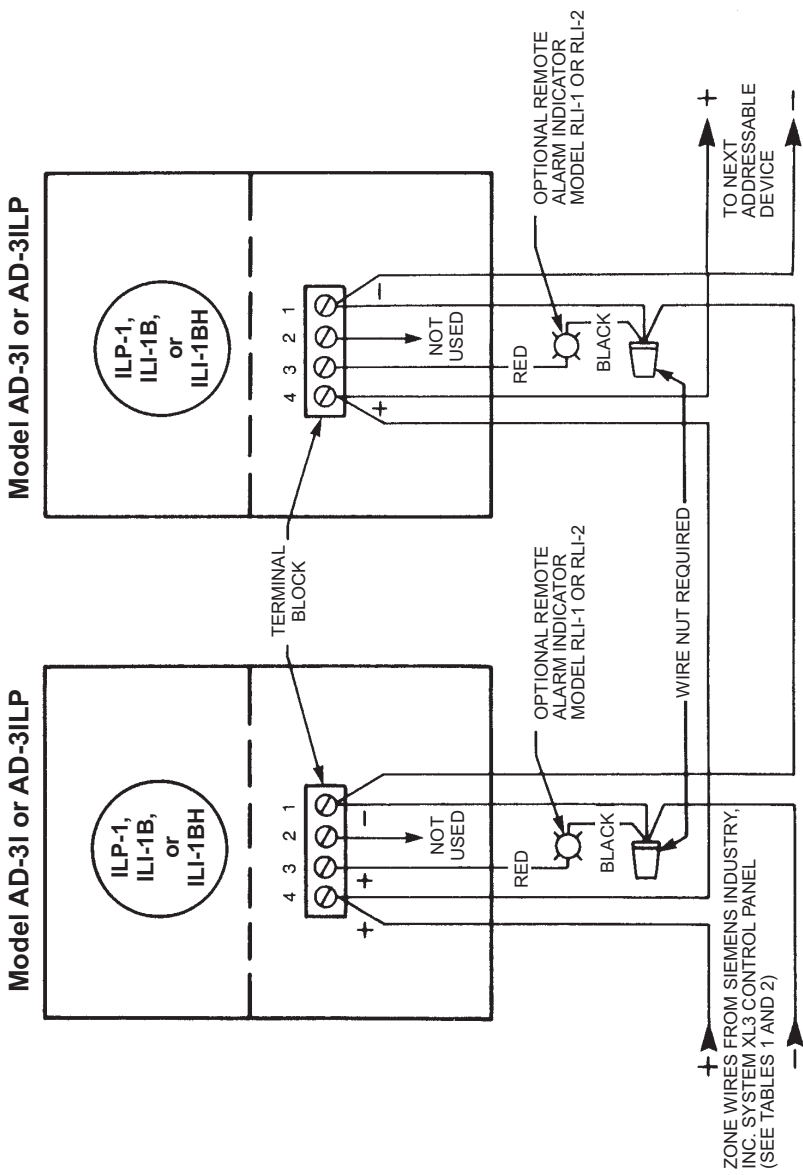 Model AD-3I or AD-3ILP
ILP-1,
ILI-1B,
or
ILI-1BH
4 3 2 1
+
+
−
NOT
USED
RED
BLACK
OPTIONAL REMOTE
ALARM INDICATOR
MODEL RLI-1 OR RLI-2
+
ZONE WIRES FROM SIEMENS INDUSTRY,
INC. SYSTEM XL3 CONTROL PANEL
(SEE TABLES 1 AND 2)
−
TERMINAL
BLOCK
WIRE NUT REQUIRED
Model AD-3I or AD-3ILP
ILP-1,
ILI-1B,
or
ILI-1BH
4 3 2 1
+
−
NOT
USED
RED
BLACK
OPTIONAL REMOTE
ALARM INDICATOR
MODEL RLI-1 OR RLI-2
+
TO NEXT
ADDRESSABLE
DEVICE
−